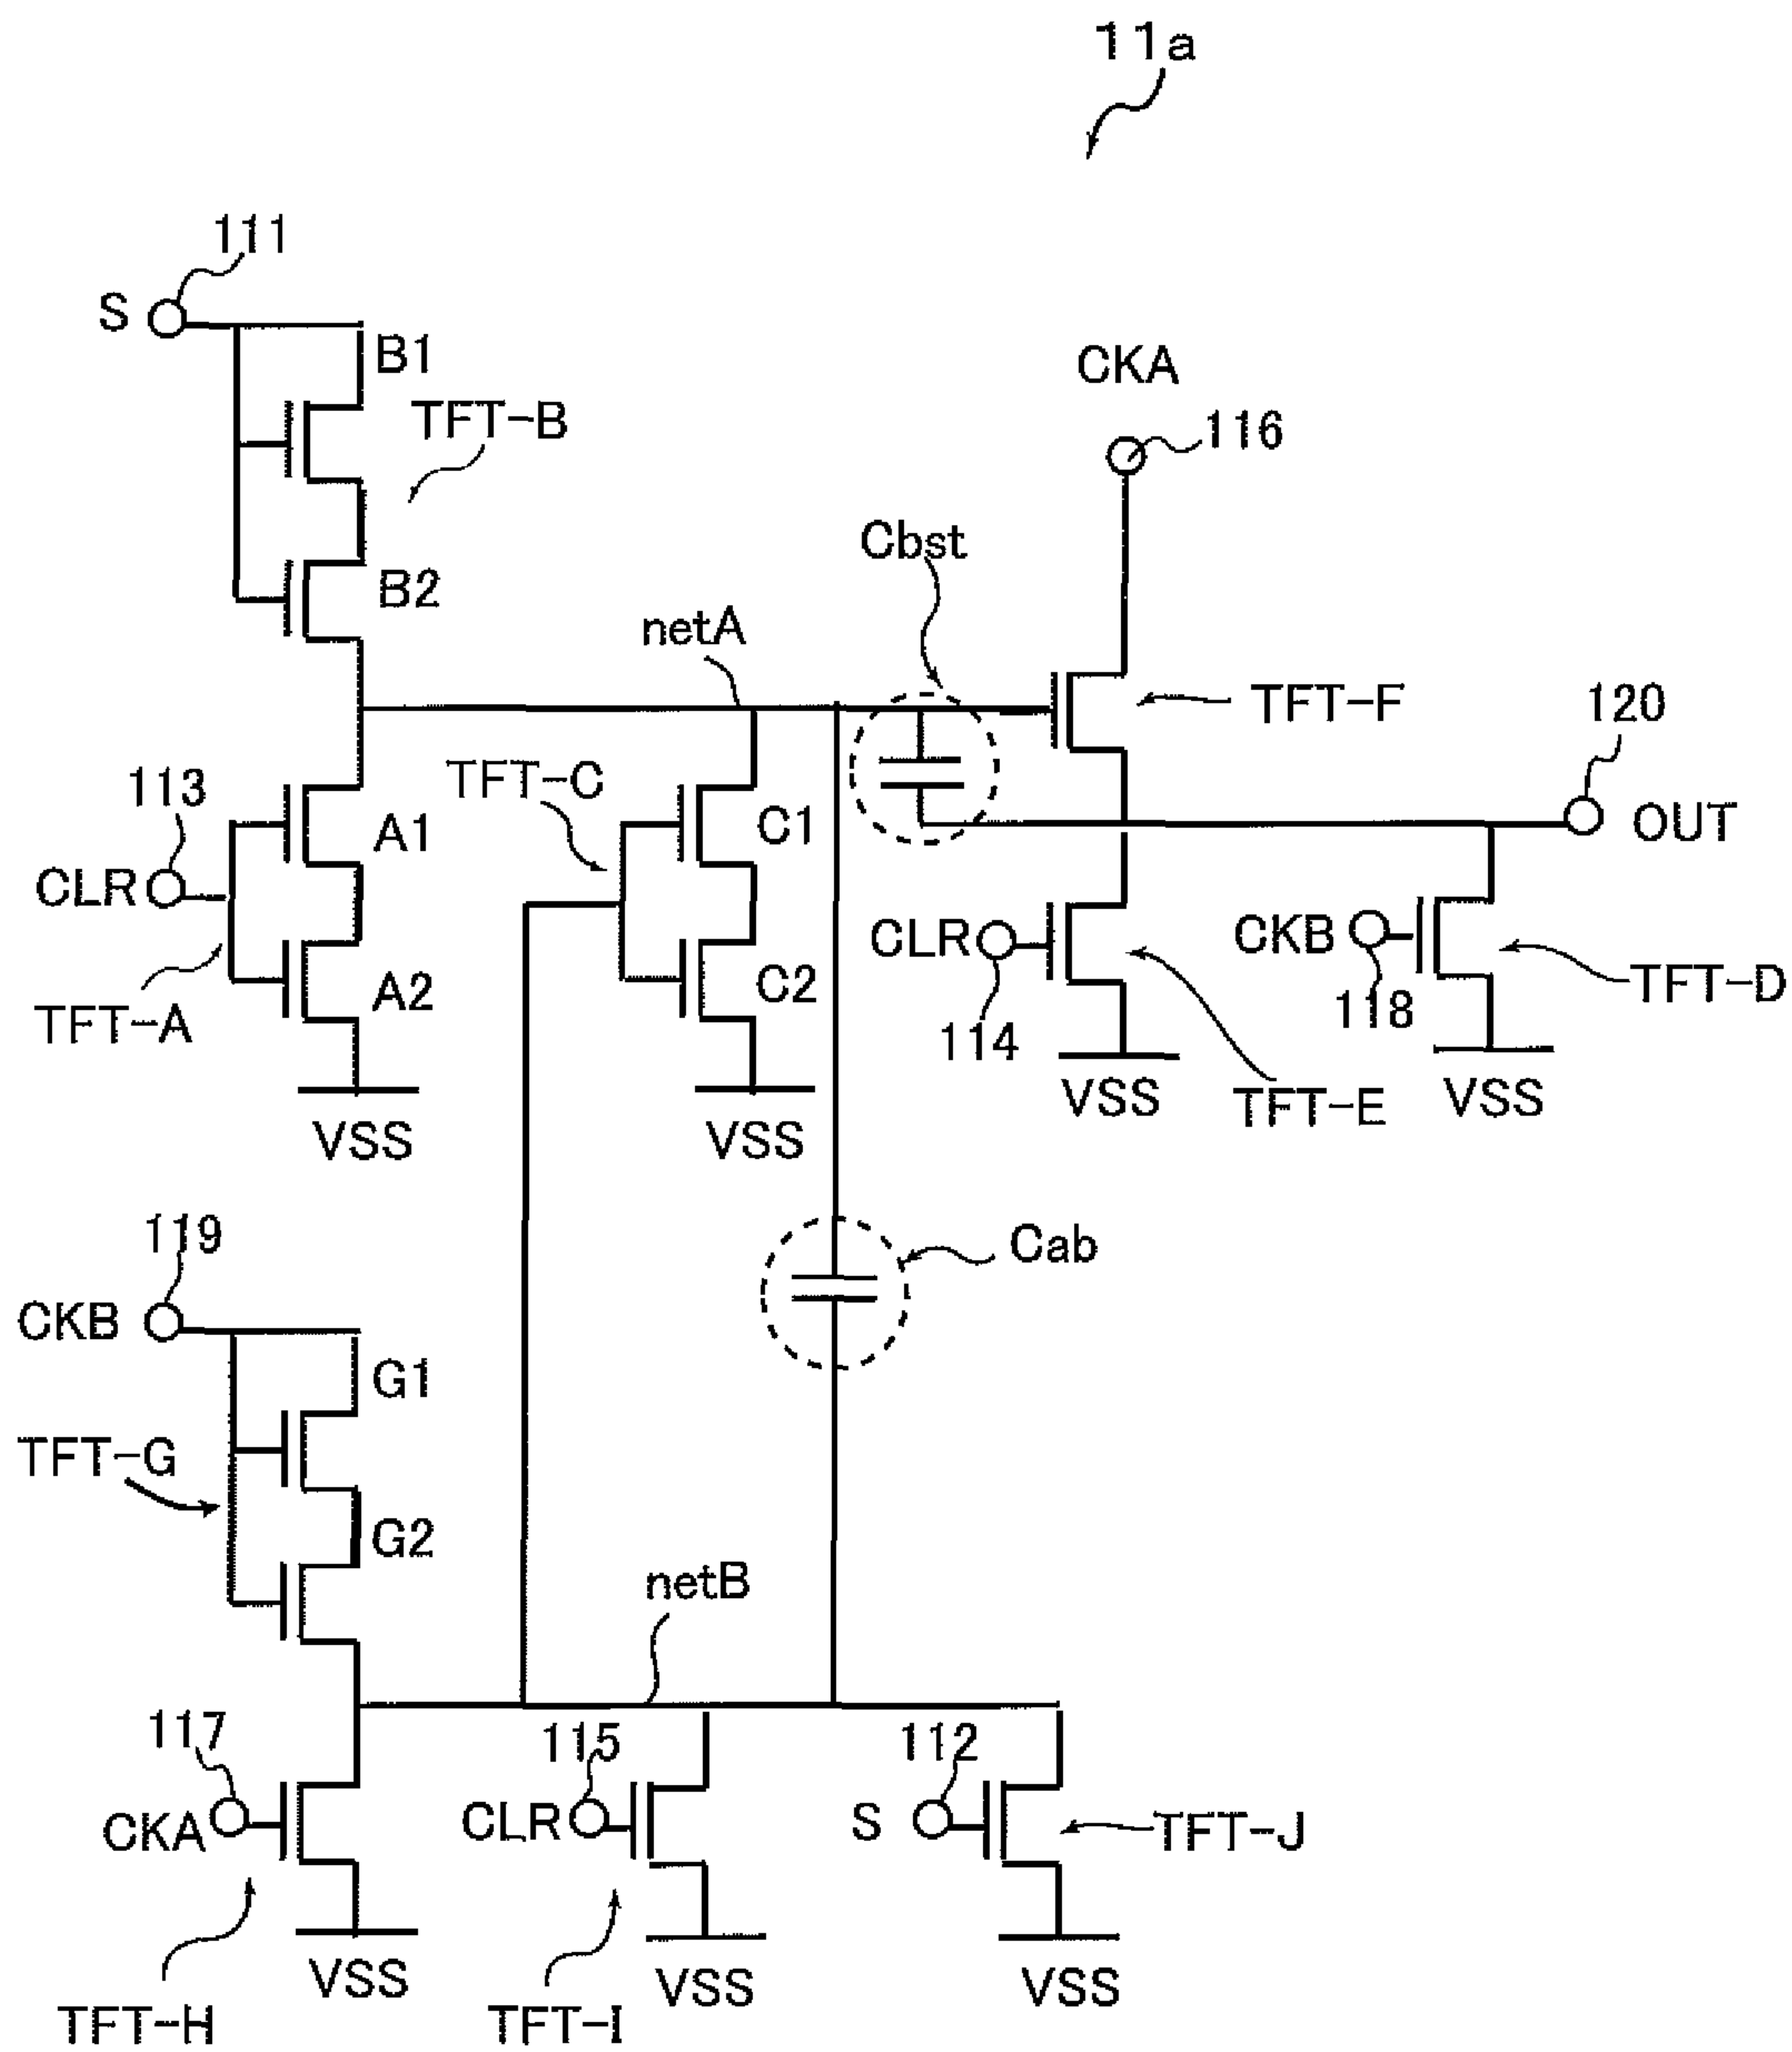 11a
111
S
B1
CKA
TFT-B
116
Cbst
B2
netA
TFT-F
120
113
TFT-C
A1
C1
OUT
CLR
CLR
CKB
A2
C2
118
TFT-D
TFT-A
114
VSS
TFT-E
VSS
VSS
VSS
119
Cab
CKB
G1
TFT-G
G2
netB
117
115
112
CKA
CLR
S
TFT-J
VSS
VSS
VSS
TFT-H
TFT-I